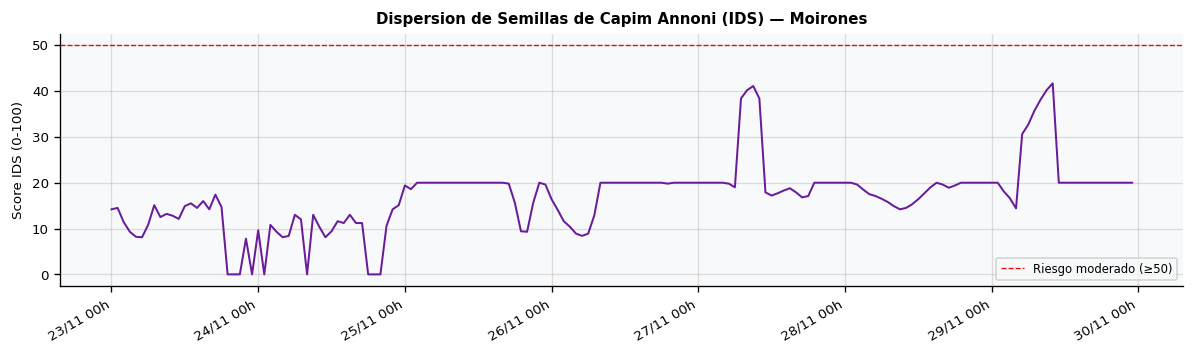 Dispersion de Semillas de Capim Annoni (IDS) — Moirones
Score IDS (0-100)
50
40
30
20
10
0
Riesgo moderado (≥50)
23/11 00h
24/11 00h
25/11 00h
26/11 00h
27/11 00h
28/11 00h
29/11 00h
30/11 00h